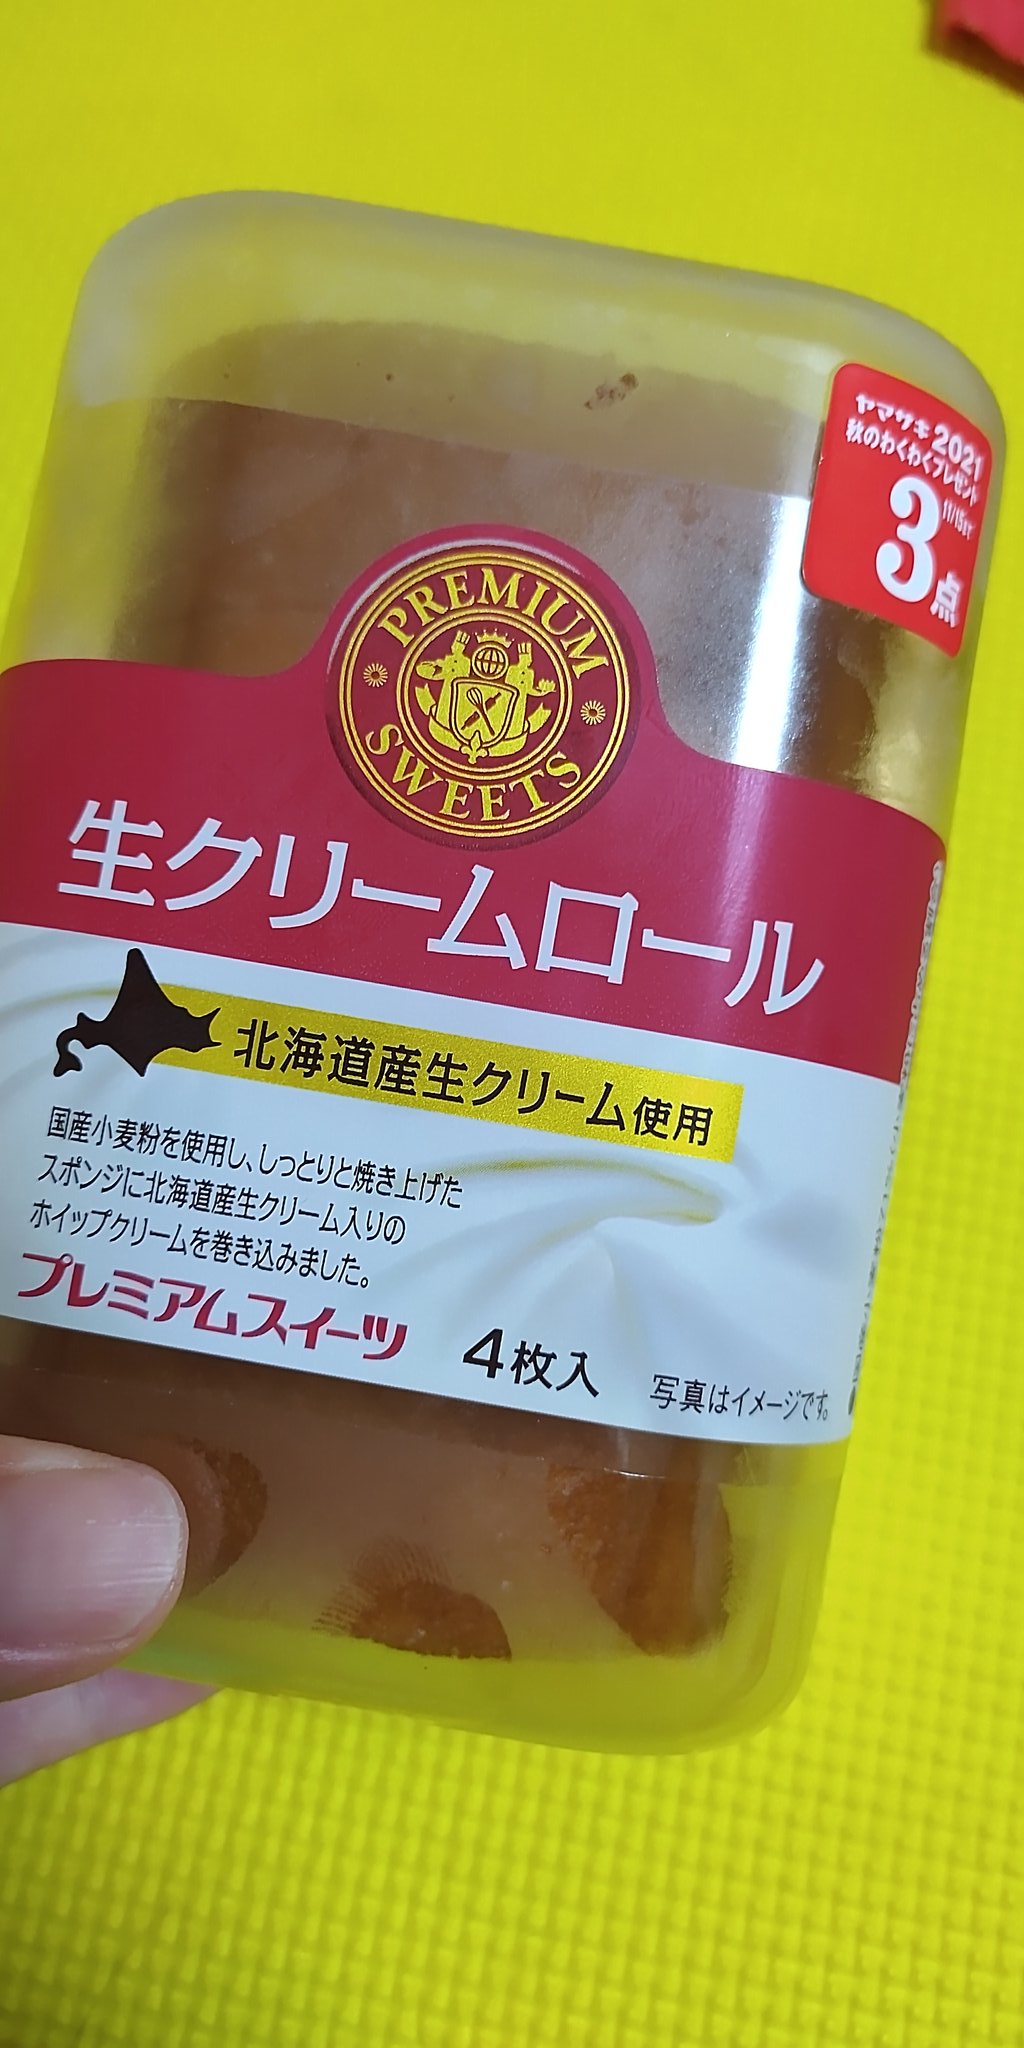 ヤマザキ 2021
秋のわくわくプレゼント
11/15まで
3点
PREMIUM
SWEETS
生クリームロール
北海道産生クリーム使用
国産小麦粉を使用し、しっとりと焼き上げた
スポンジに北海道産生クリーム入りの
ホイップクリームを巻き込みました。
プレミアムスイーツ
4枚入
写真はイメージです。